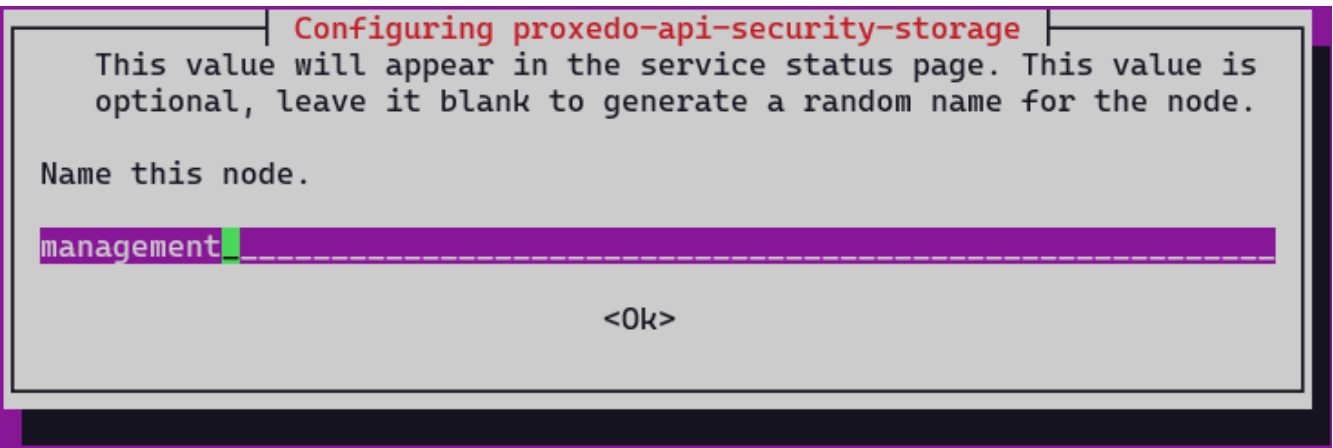 Configuring proxedo-api-security-storage
This value will appear in the service status page. This value is
optional, leave it blank to generate a random name for the node.
Name this node.
management_________________________________________________________
<Ok>